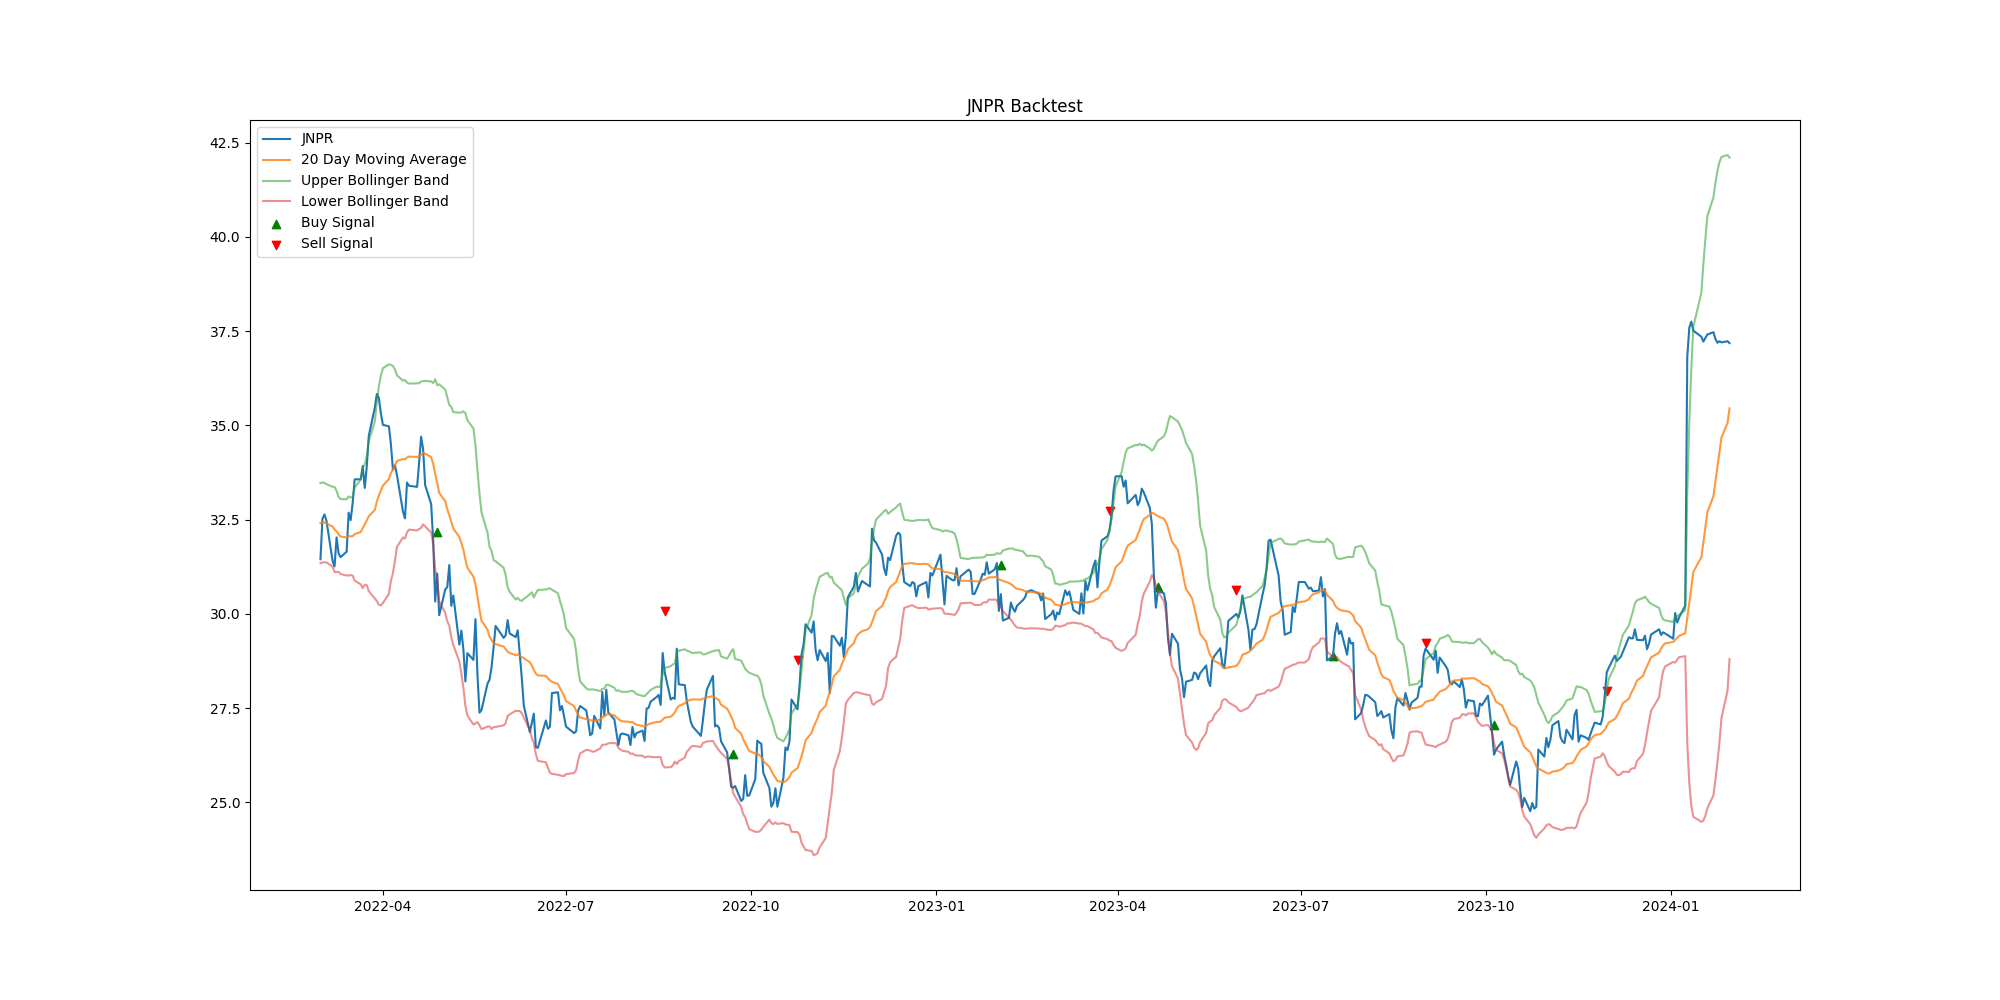 JNPR Backtest
JNPR
20 Day Moving Average
Upper Bollinger Band
Lower Bollinger Band
Buy Signal
Sell Signal
42.5
40.0
37.5
35.0
32.5
30.0
27.5
25.0
2022-04
2022-07
2022-10
2023-01
2023-04
2023-07
2023-10
2024-01